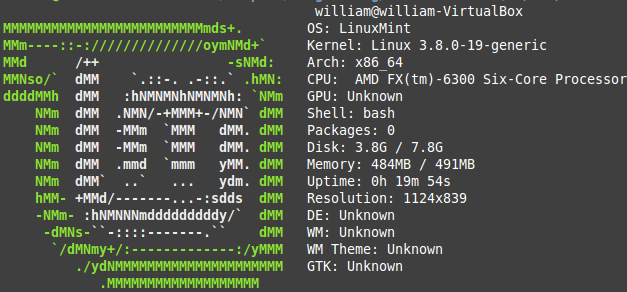 william@william-VirtualBox
MMMMMMMMMMMMMMMMMMMMMMMMMmds+.        OS: LinuxMint
MMm----::-://////////////oymNMd+`     Kernel: Linux 3.8.0-19-generic
MMd      /++                -sNMd:    Arch: x86_64
MMNso/`  dMM    `.::-. .-::.` .hMN:   CPU:  AMD FX(tm)-6300 Six-Core Processor
ddddMMh  dMM   :hNMNMNhNMNMNh: `NMm   GPU: Unknown
    NMm  dMM  .NMN/-+MMM+-/NMN` dMM   Shell: bash
    NMm  dMM  -MMm  `MMM   dMM. dMM   Packages: 0
    NMm  dMM  -MMm  `MMM   dMM. dMM   Disk: 3.8G / 7.8G
    NMm  dMM  .mmd  `mmm   yMM. dMM   Memory: 484MB / 491MB
    NMm  dMM`  ..`   ...   ydm. dMM   Uptime: 0h 19m 54s
    hMM- +MMd/-------...-:sdds  dMM   Resolution: 1124x839
    -NMm- :hNMNNNmdddddddddy/`  dMM   DE: Unknown
     -dMNs-``-::::-------.``    dMM   WM: Unknown
      `/dMNmy+/:-------------:/yMMM   WM Theme: Unknown
         ./ydNMMMMMMMMMMMMMMMMMMMMM   GTK: Unknown
            .MMMMMMMMMMMMMMMMMMM